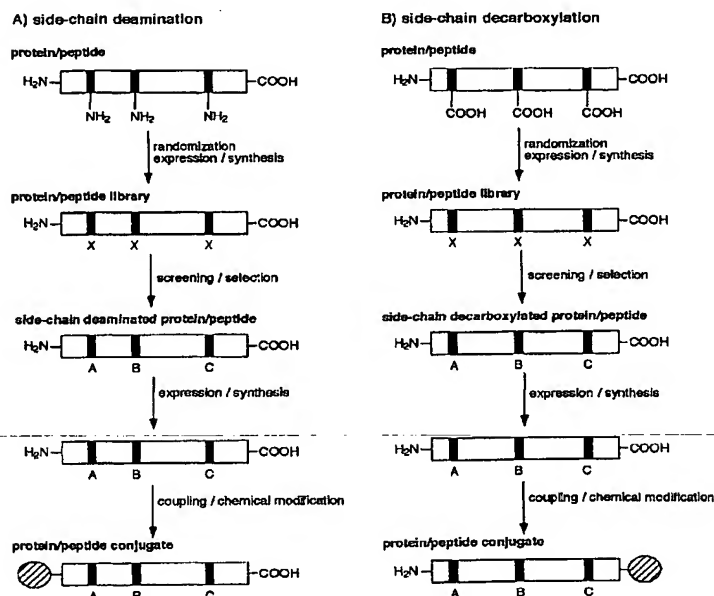 A) side-chain deamination
protein/peptide
H₂N
COOH
NH₂ NH₂ NH₂
randomization
expression / synthesis
protein/peptide library
H₂N
COOH
X X X
screening / selection
side-chain deaminated protein/peptide
H₂N
COOH
A B C
expression / synthesis
H₂N
COOH
A B C
coupling / chemical modification
protein/peptide conjugate
COOH
A B C
B) side-chain decarboxylation
protein/peptide
H₂N
COOH
COOH COOH COOH
randomization
expression / synthesis
protein/peptide library
H₂N
COOH
X X X
screening / selection
side-chain decarboxylated protein/peptide
H₂N
COOH
A B C
expression / synthesis
H₂N
COOH
A B C
coupling / chemical modification
protein/peptide conjugate
H₂N
A B C